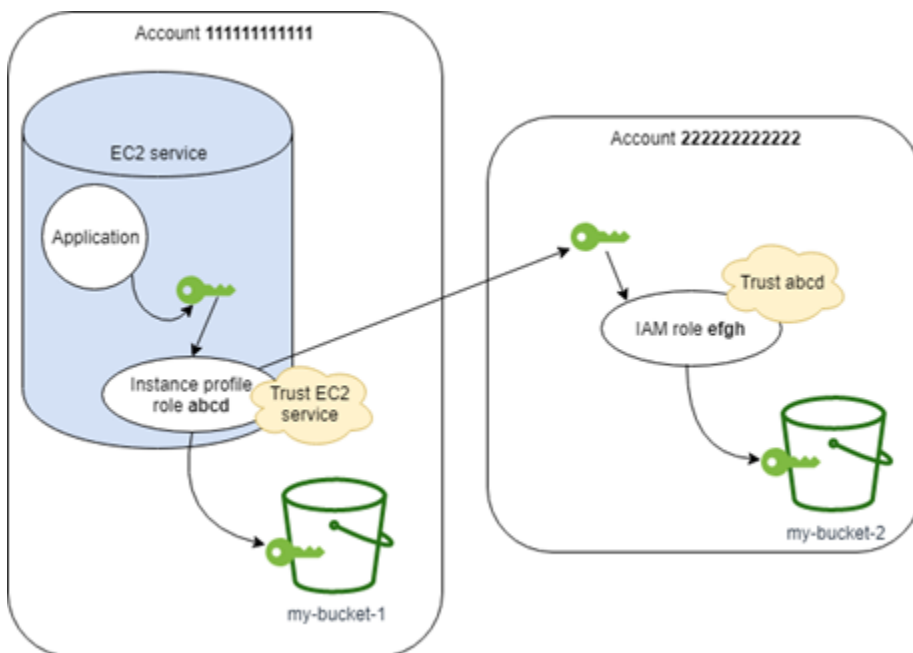 Account 111111111111
EC2 service
Application
Instance profile
role abcd
Trust EC2
service
my-bucket-1
Account 222222222222
Trust abcd
IAM role efgh
my-bucket-2